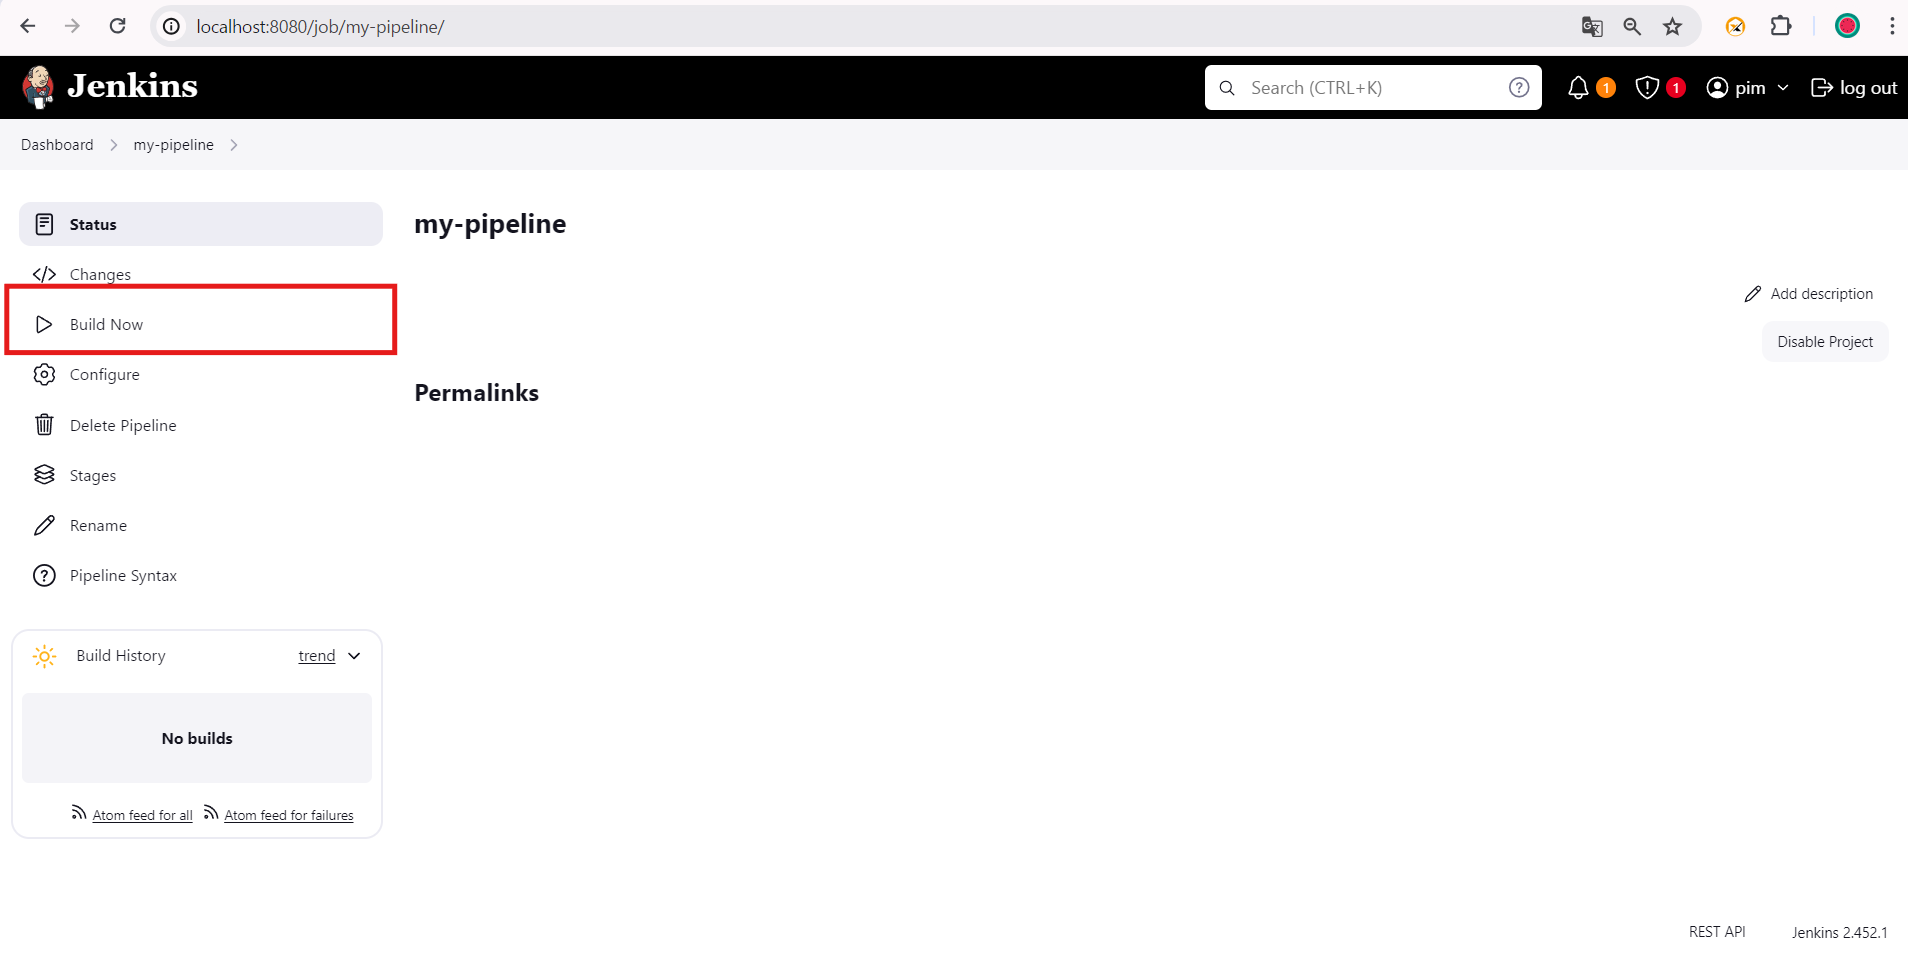 localhost:8080/job/my-pipeline/
Jenkins
Search (CTRL+K)
1
1
pim
log out
Dashboard
my-pipeline
Status
Changes
Build Now
Configure
Delete Pipeline
Stages
Rename
Pipeline Syntax
my-pipeline
Add description
Disable Project
Permalinks
Build History
trend
No builds
Atom feed for all
Atom feed for failures
REST API
Jenkins 2.452.1